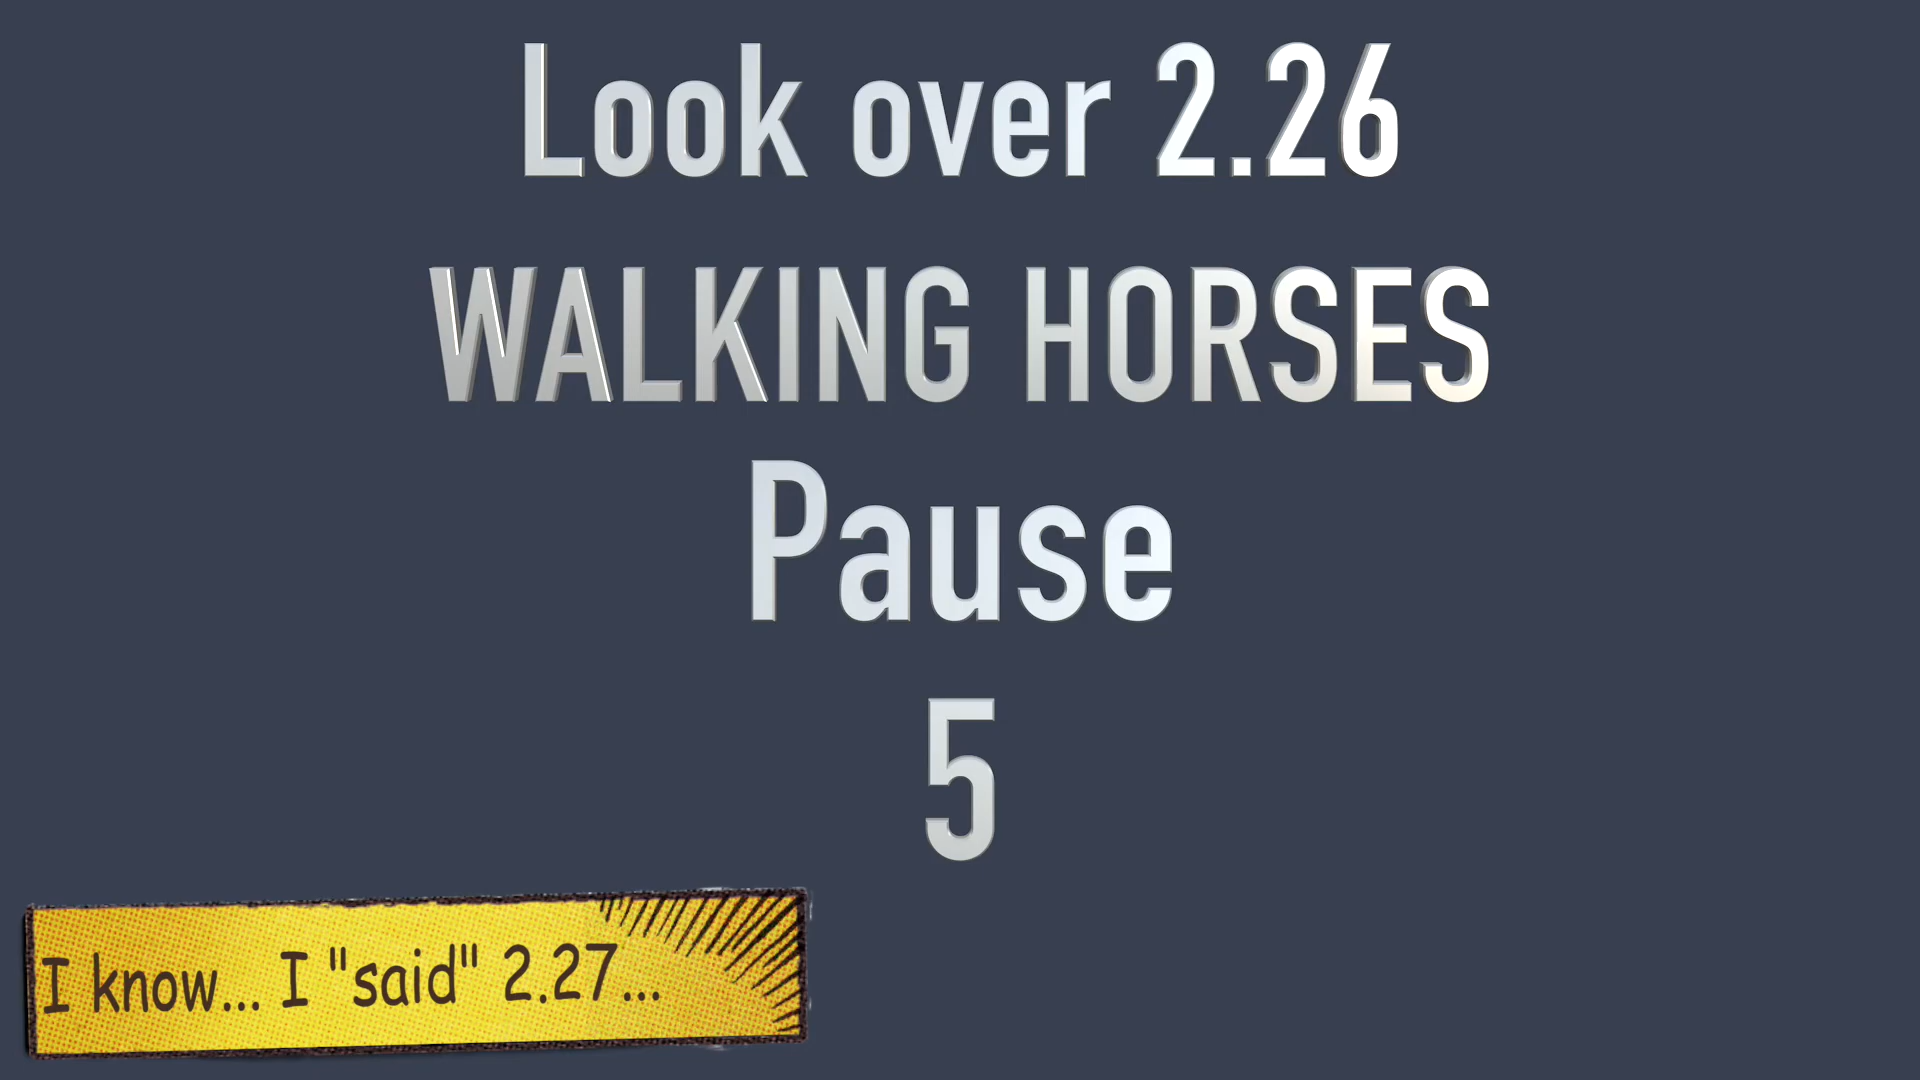 Look over 2.26
WALKING HORSES
Pause
5
I know... I "said" 2.27...